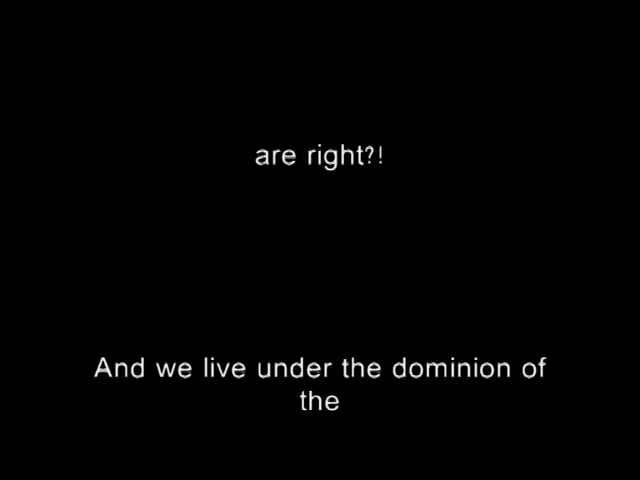 are right?!
And we live under the dominion of
the